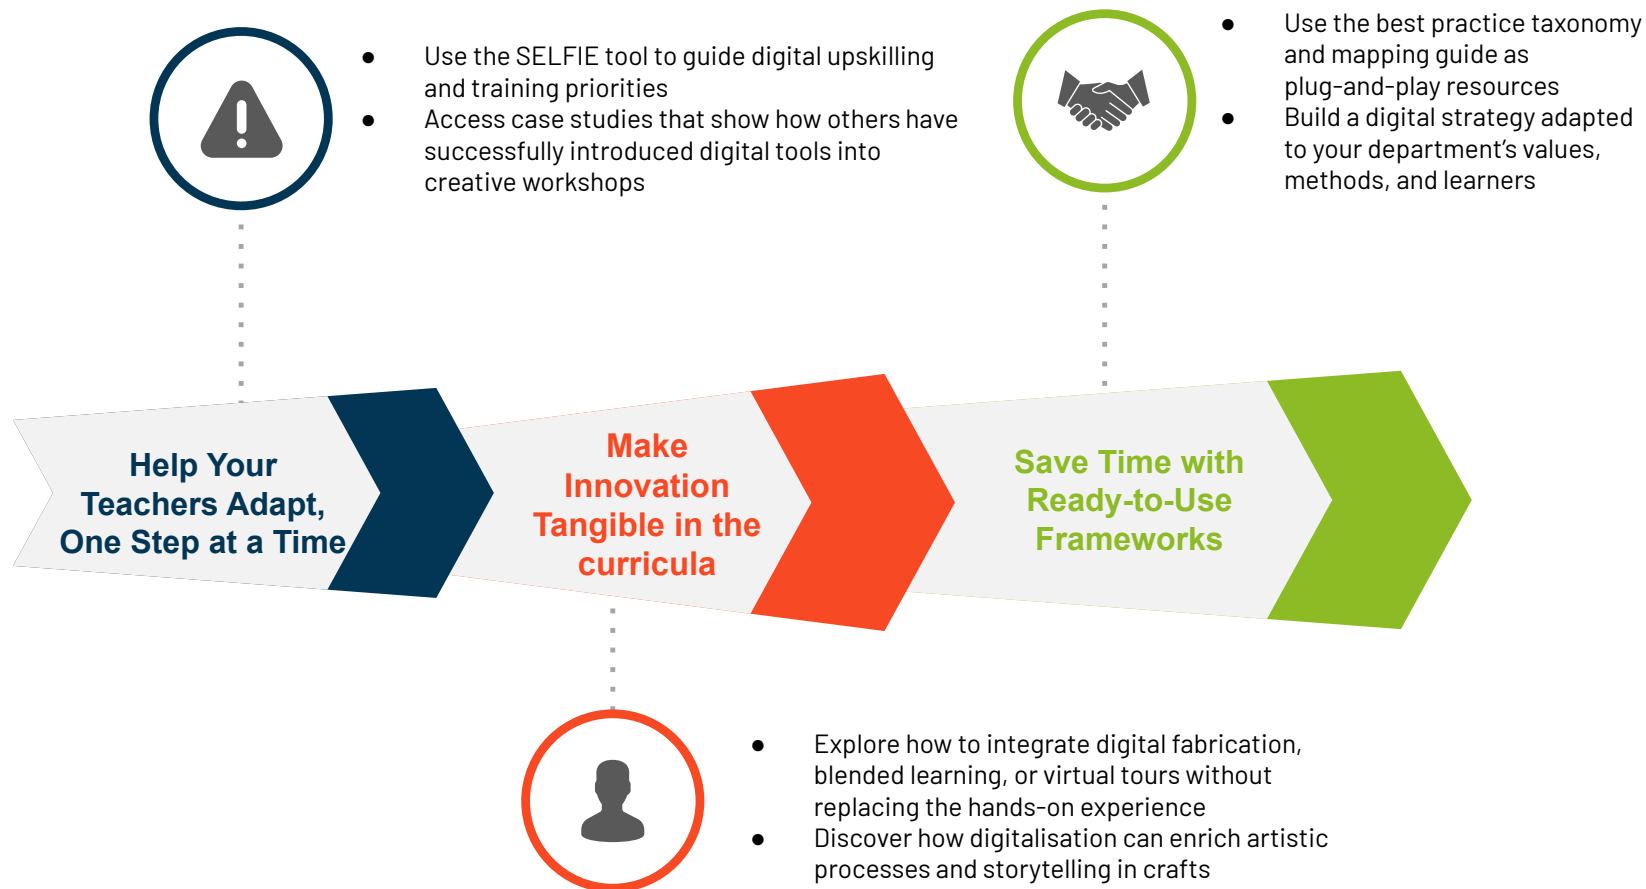 ● Use the SELFIE tool to guide digital upskilling
and training priorities
● Access case studies that show how others have
successfully introduced digital tools into
creative workshops
● Use the best practice taxonomy
and mapping guide as
plug-and-play resources
● Build a digital strategy adapted
to your department’s values,
methods, and learners
Help Your
Teachers Adapt,
One Step at a Time
Make
Innovation
Tangible in the
curricula
Save Time with
Ready-to-Use
Frameworks
● Explore how to integrate digital fabrication,
blended learning, or virtual tours without
replacing the hands-on experience
● Discover how digitalisation can enrich artistic
processes and storytelling in crafts